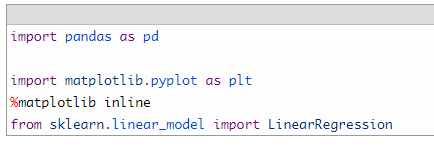 import pandas as pd
import matplotlib.pyplot as plt
%matplotlib inline
from sklearn.linear_model import LinearRegression